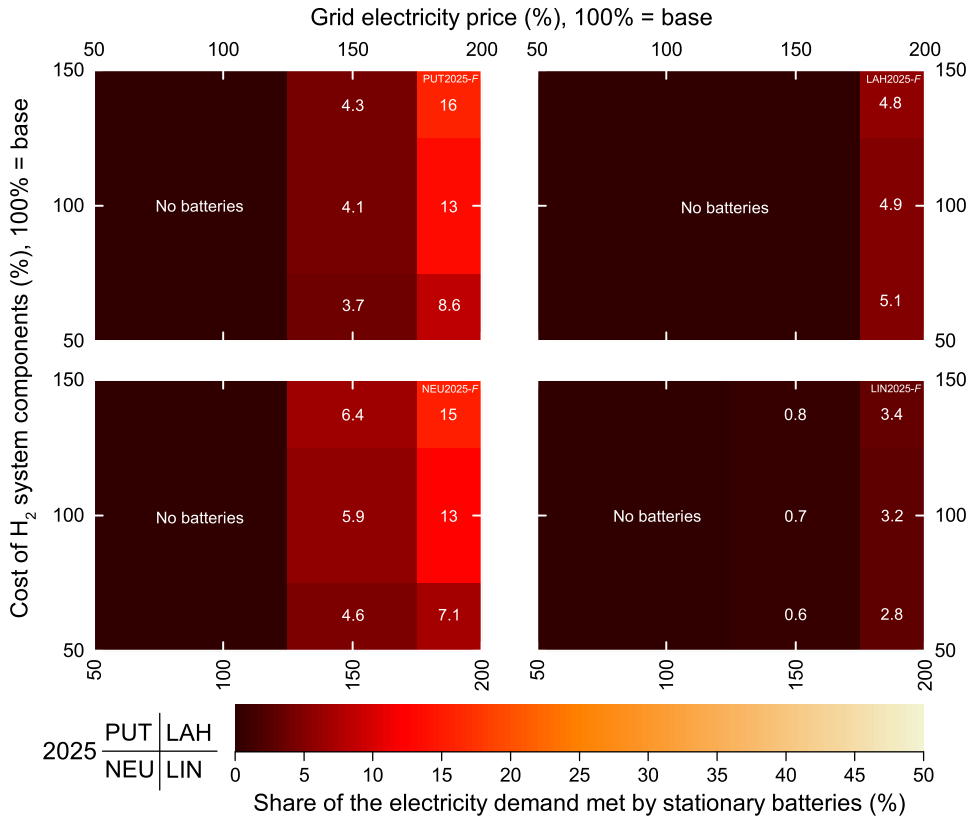 Grid electricity price (%), 100% = base
50 100 150 200 50 100 150 200
Cost of H2 system components (%), 100% = base
150 PUT2025-F LAH2025-F 150
4.3 16 4.8
100 No batteries 4.1 13 No batteries 4.9 100
3.7 8.6 5.1
50 50
150 NEU2025-F LIN2025-F 150
6.4 15 0.8 3.4
100 No batteries 5.9 13 No batteries 0.7 3.2 100
4.6 7.1 0.6 2.8
50 50
50 100 150 200 50 100 150 200
PUT LAH
2025
NEU LIN
0 5 10 15 20 25 30 35 40 45 50
Share of the electricity demand met by stationary batteries (%)